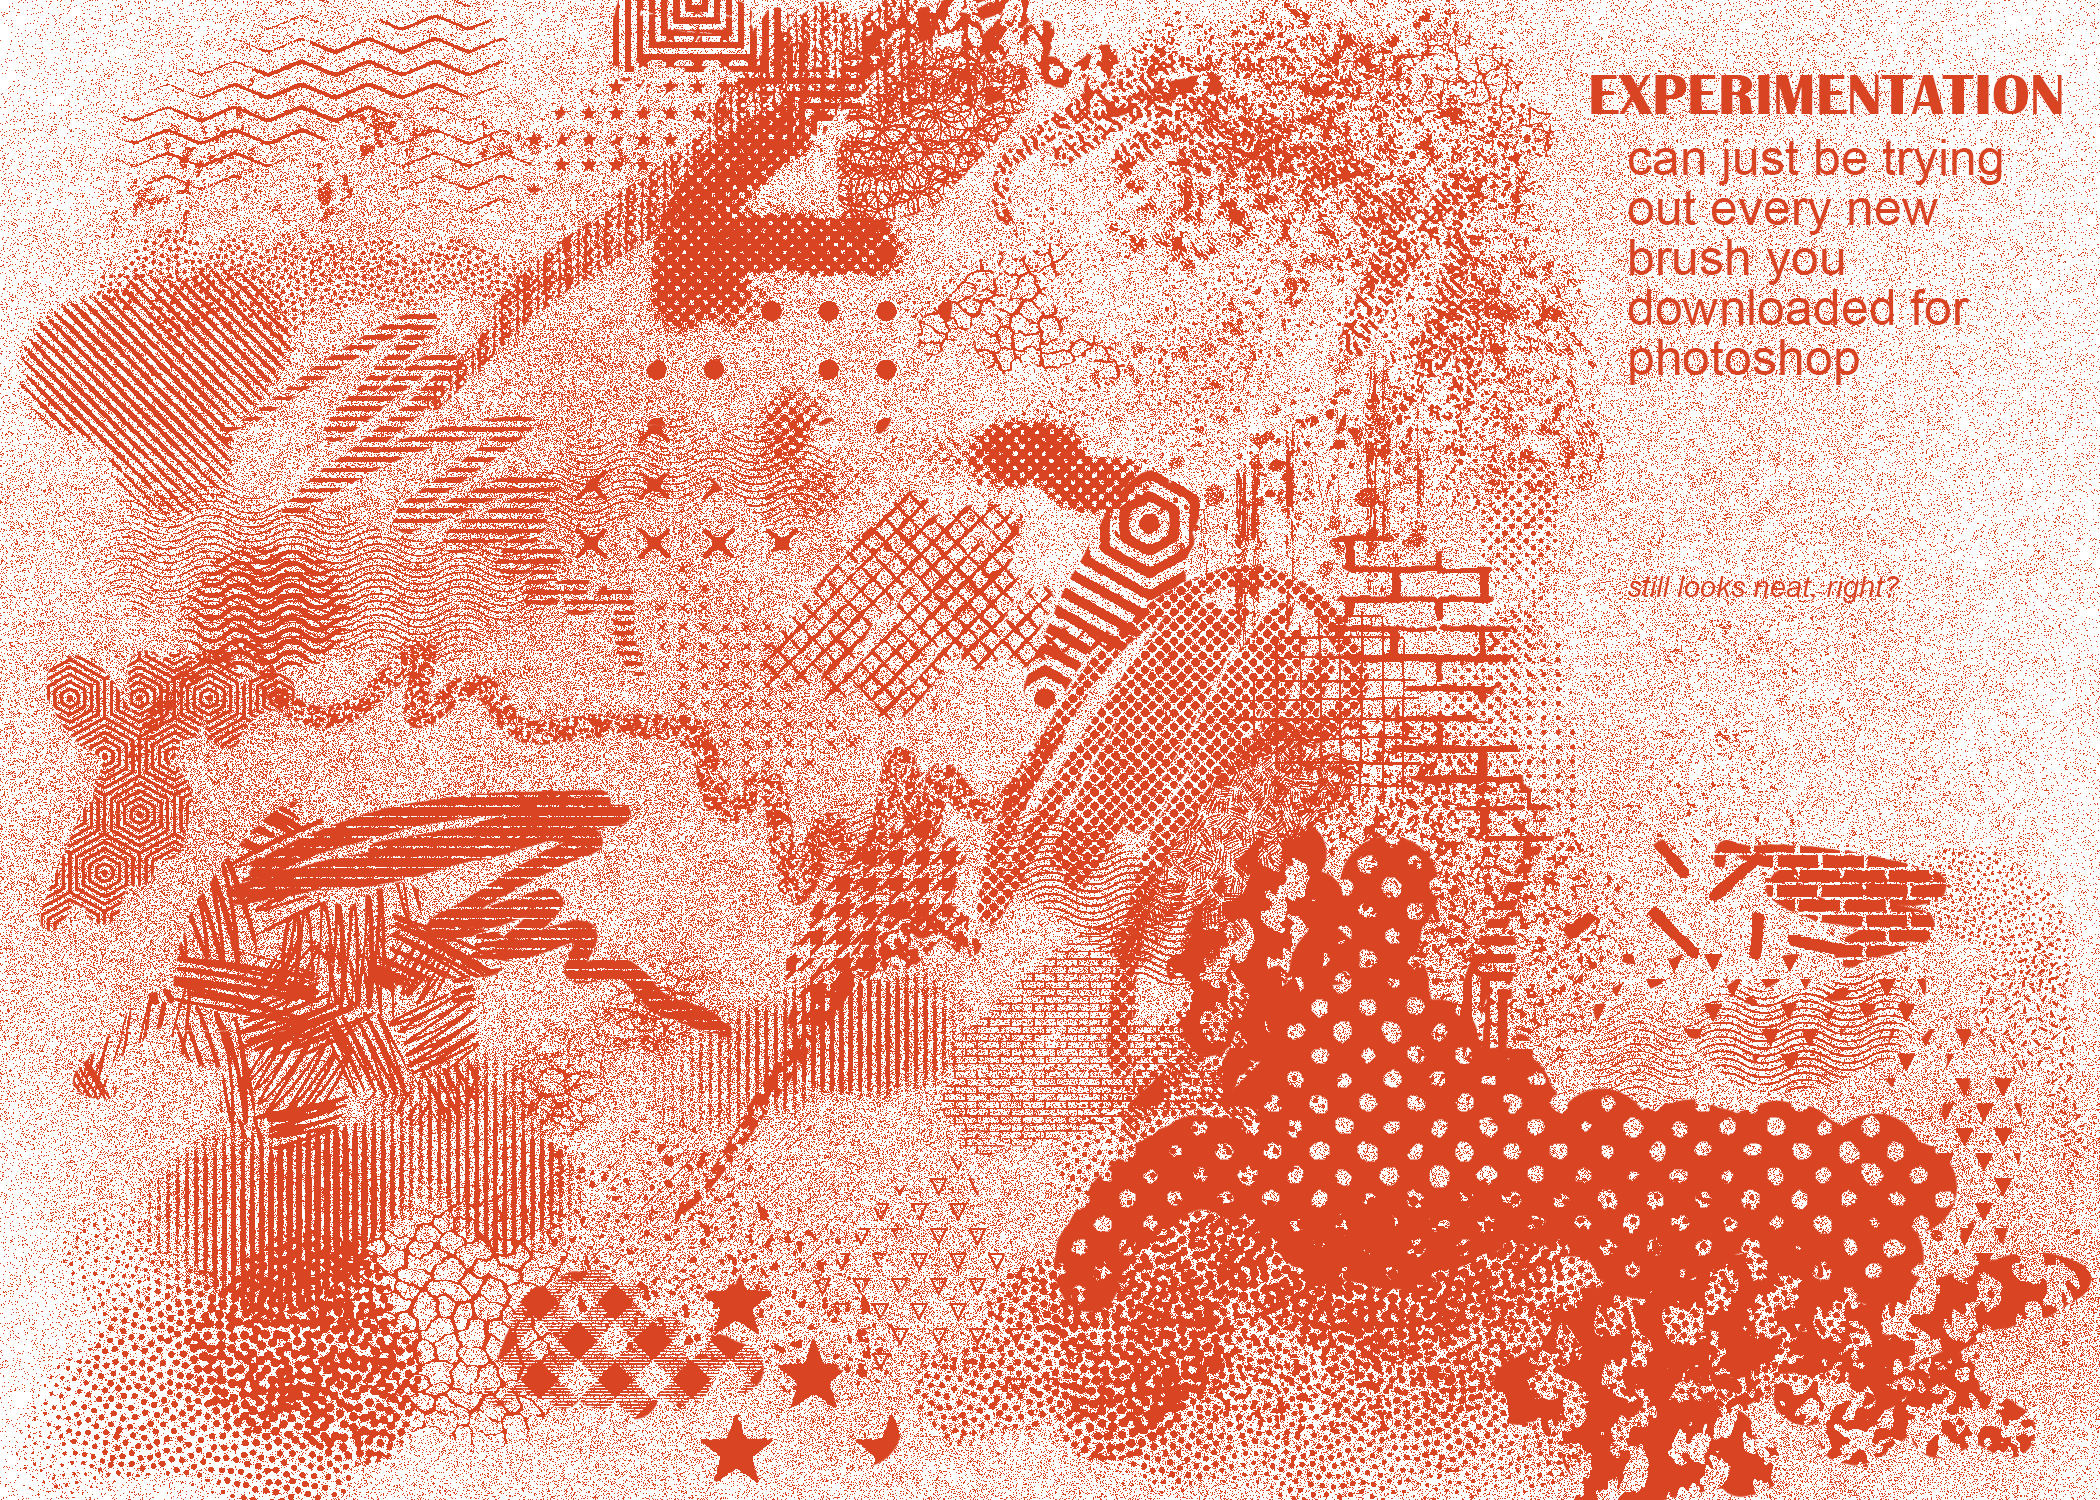 EXPERIMENTATION
can just be trying
out every new
brush you
downloaded for
photoshop
still looks neat, right?